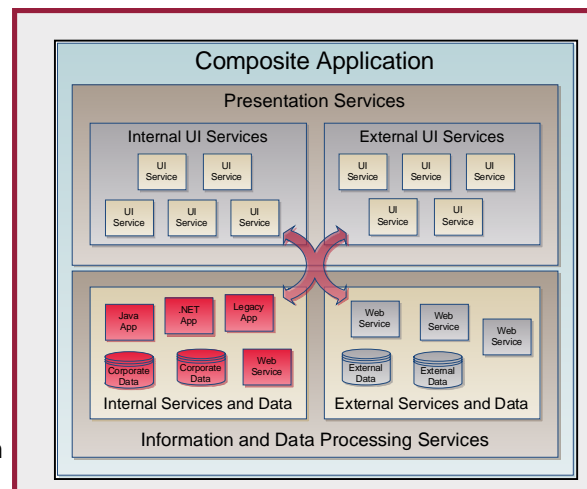 Composite Application
Presentation Services
Internal UI Services
UI
Service
UI
Service
UI
Service
UI
Service
UI
Service
External UI Services
UI
Service
UI
Service
UI
Service
UI
Service
UI
Service
Java
App
.NET
App
Legacy
App
Corporate
Data
Corporate
Data
Web
Service
Internal Services and Data
Web
Service
Web
Service
Web
Service
External
Data
External
Data
External Services and Data
Information and Data Processing Services